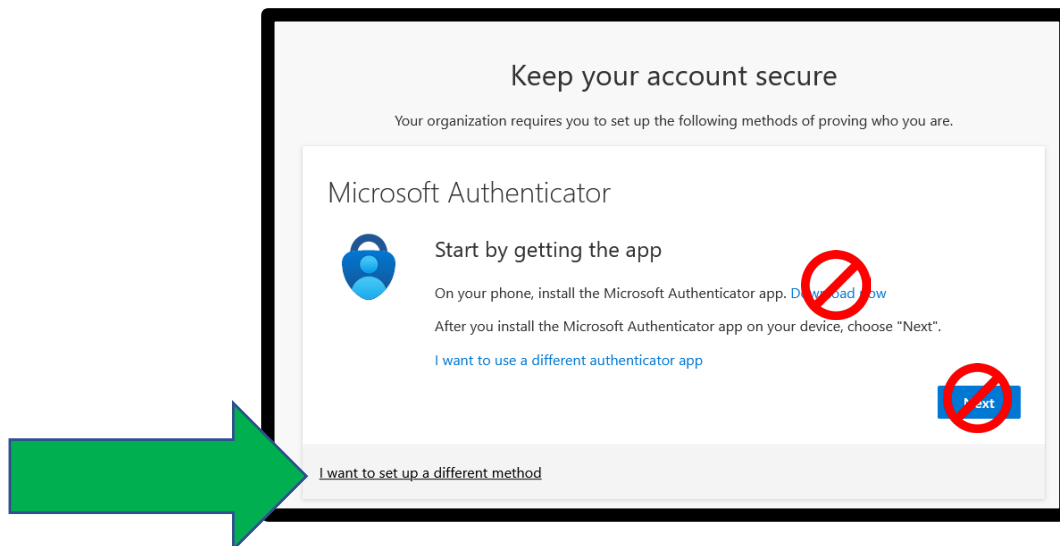 Keep your account secure
Your organization requires you to set up the following methods of proving who you are.
Microsoft Authenticator
Start by getting the app
On your phone, install the Microsoft Authenticator app. Download now
After you install the Microsoft Authenticator app on your device, choose "Next".
I want to use a different authenticator app
Next
I want to set up a different method